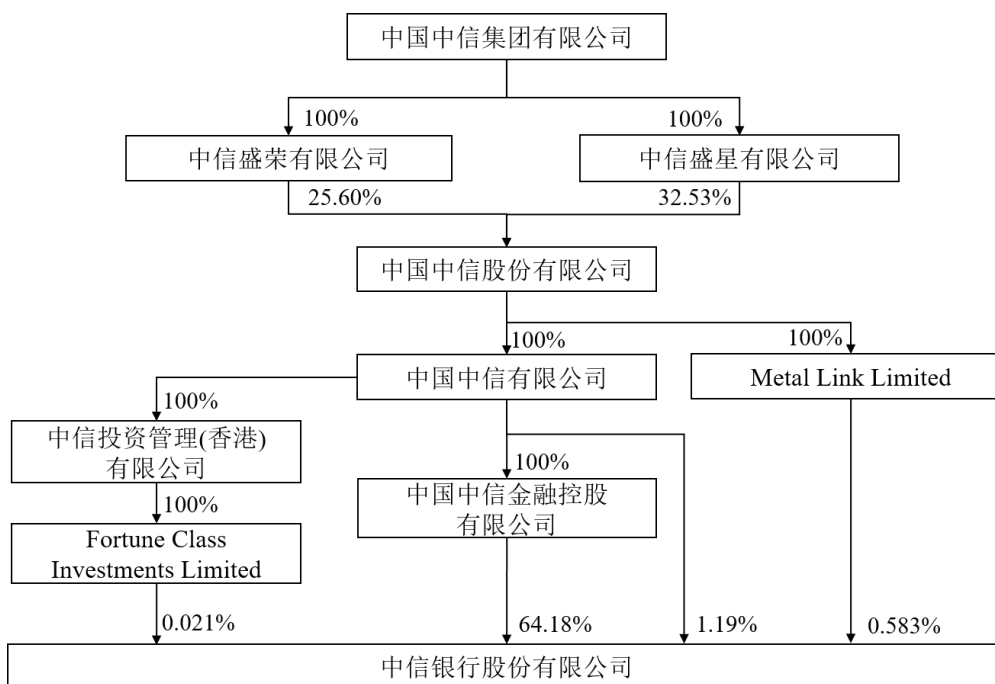 中国中信集团有限公司
100%
100%
中信盛荣有限公司
中信盛星有限公司
25.60%
32.53%
中国中信股份有限公司
100%
100%
中国中信有限公司
Metal Link Limited
100%
中信投资管理(香港)
有限公司
100%
中国中信金融控股
有限公司
100%
Fortune Class
Investments Limited
0.021%
64.18%
1.19%
0.583%
中信银行股份有限公司